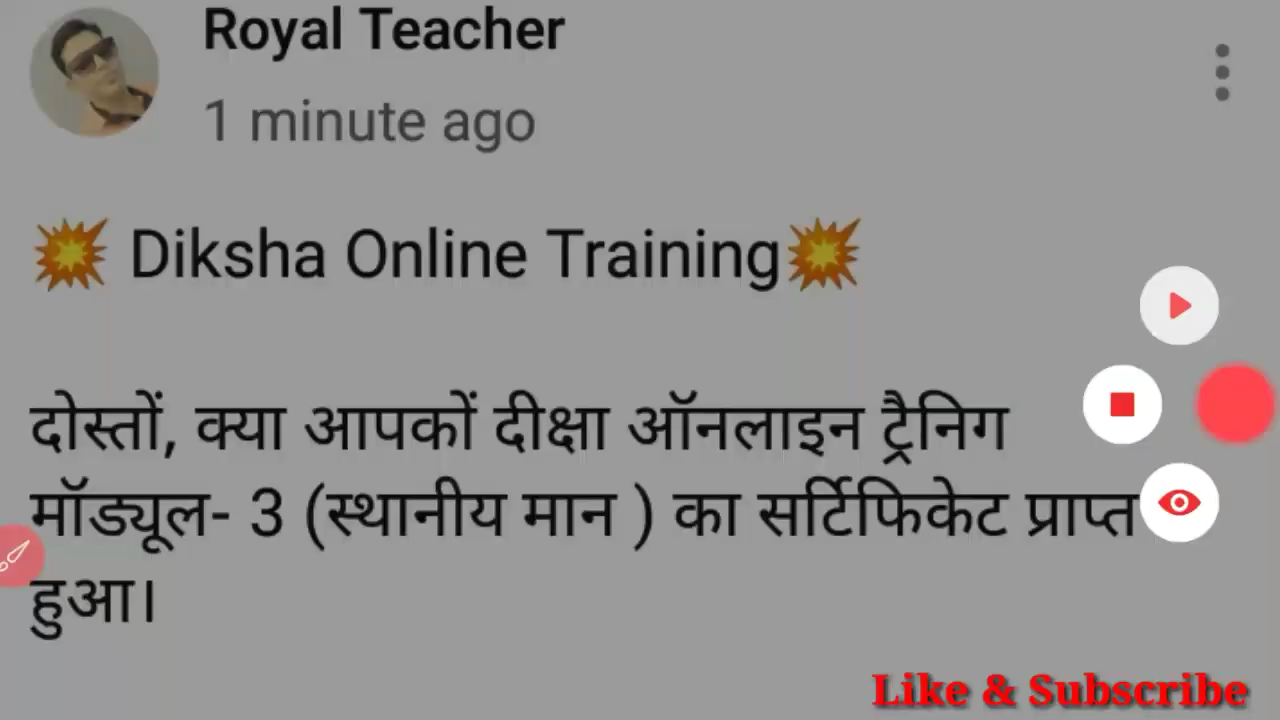 Royal Teacher
1 minute ago
💥 Diksha Online Training💥
दोस्तों, क्या आपकों दीक्षा ऑनलाइन ट्रैनिग
मॉड्यूल- 3 (स्थानीय मान ) का सर्टिफिकेट प्राप्त
हुआ।
Like & Subscribe